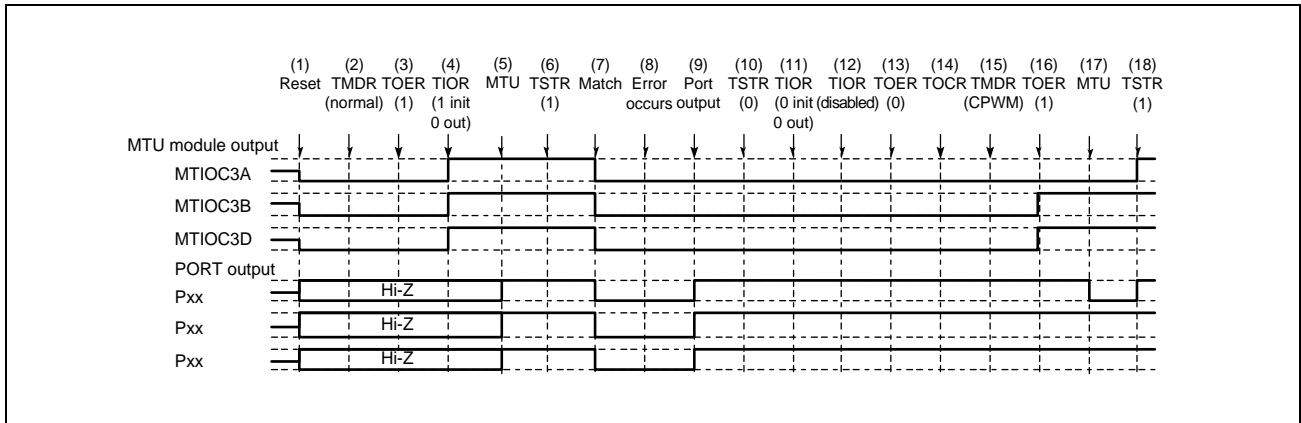 (1) (2) (3) (4) (5) (6) (7) (8) (9) (10) (11) (12) (13) (14) (15) (16) (17) (18)
Reset TMDR TOER TIOR MTU TSTR Match Error Port TSTR TIOR TIOR TOER TOCR TMDR TOER MTU TSTR
(normal) (1) (1 init (1) occurs output (0) (0 init (disabled) (0) (CPWM) (1) (1)
0 out) 0 out)
MTU module output
MTIOC3A
MTIOC3B
MTIOC3D
PORT output
Pxx Hi-Z
Pxx Hi-Z
Pxx Hi-Z